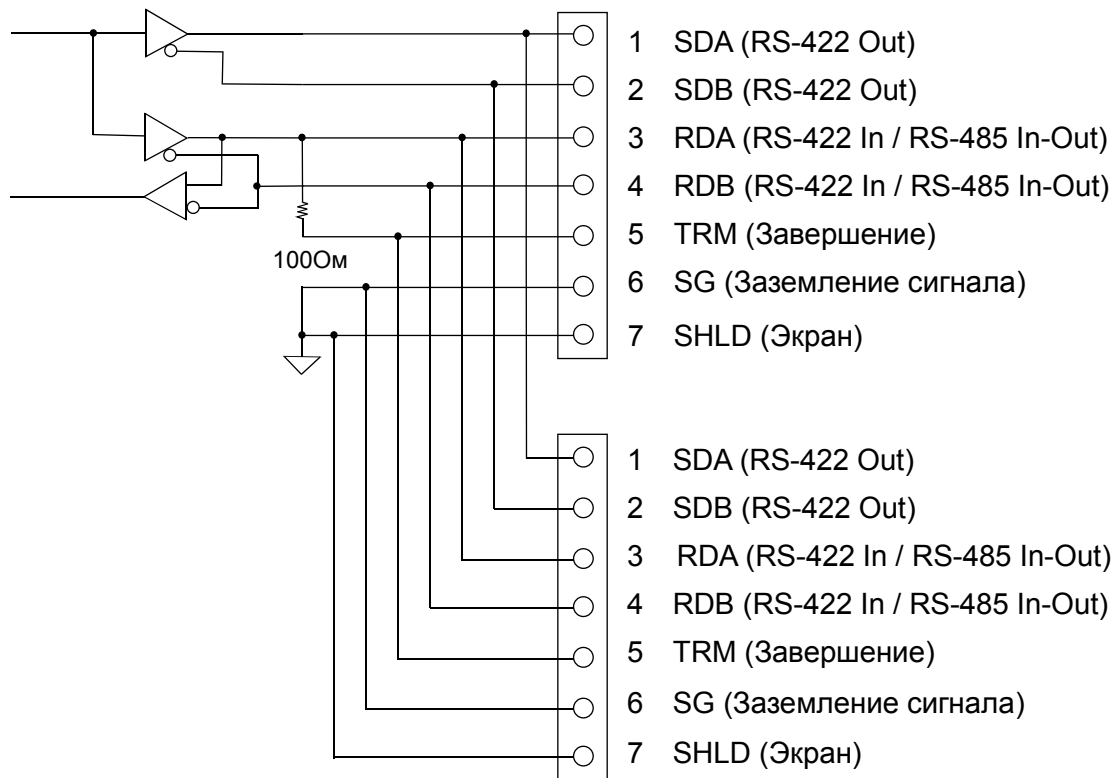 1 SDA (RS-422 Out)
2 SDB (RS-422 Out)
3 RDA (RS-422 In / RS-485 In-Out)
4 RDB (RS-422 In / RS-485 In-Out)
5 TRM (Завершение)
100Ом
6 SG (Заземление сигнала)
7 SHLD (Экран)
1 SDA (RS-422 Out)
2 SDB (RS-422 Out)
3 RDA (RS-422 In / RS-485 In-Out)
4 RDB (RS-422 In / RS-485 In-Out)
5 TRM (Завершение)
6 SG (Заземление сигнала)
7 SHLD (Экран)